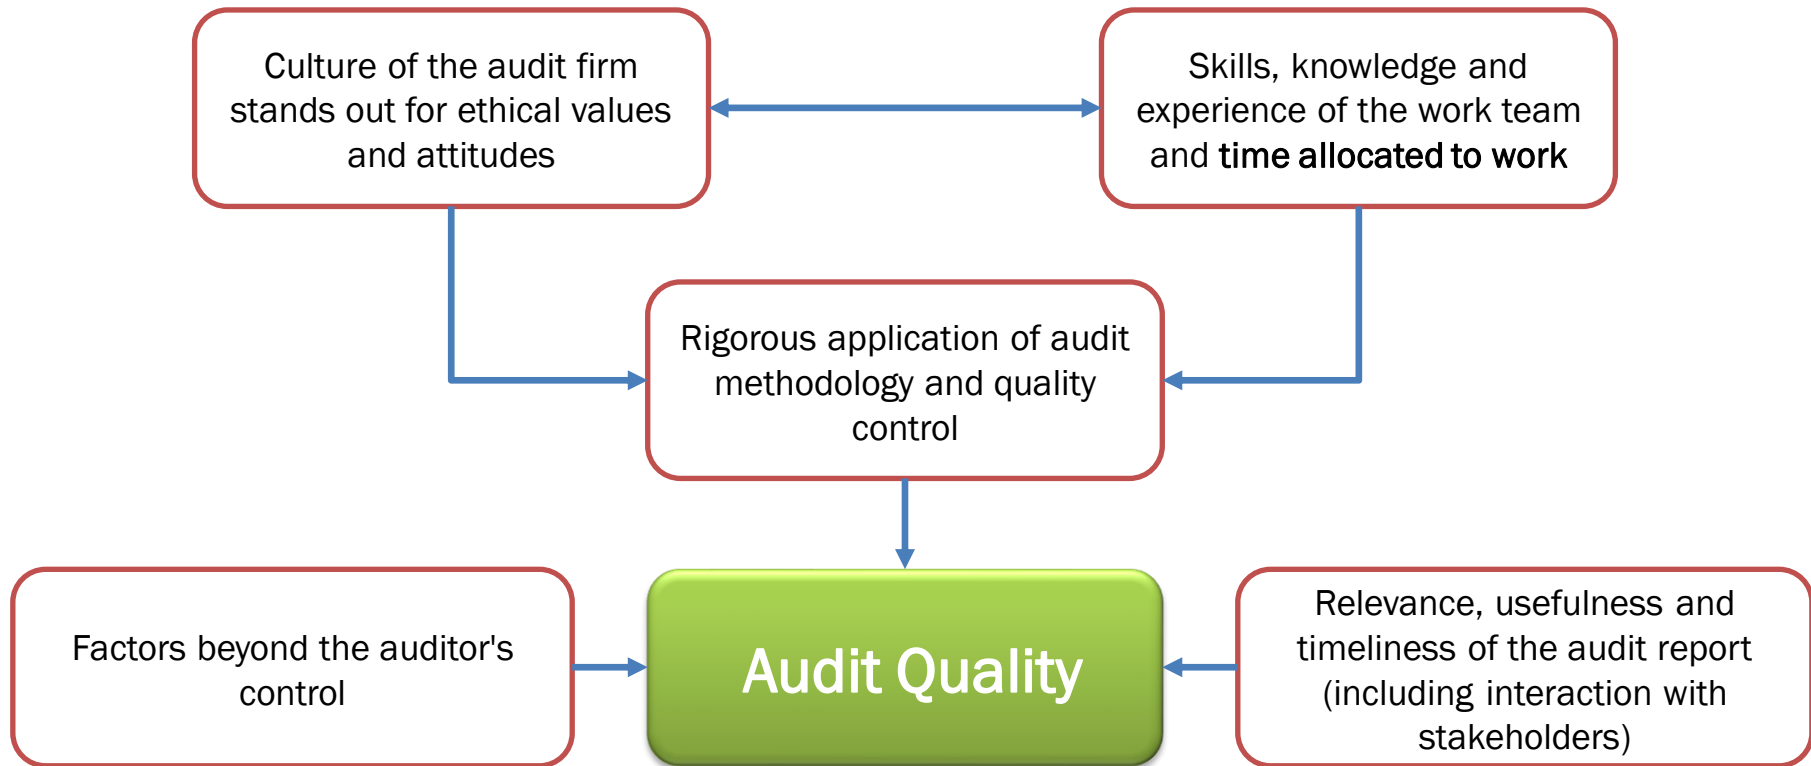 Culture of the audit firm
stands out for ethical values
and attitudes
Skills, knowledge and
experience of the work team
and time allocated to work
Rigorous application of audit
methodology and quality
control
Factors beyond the auditor's
control
Audit Quality
Relevance, usefulness and
timeliness of the audit report
(including interaction with
stakeholders)